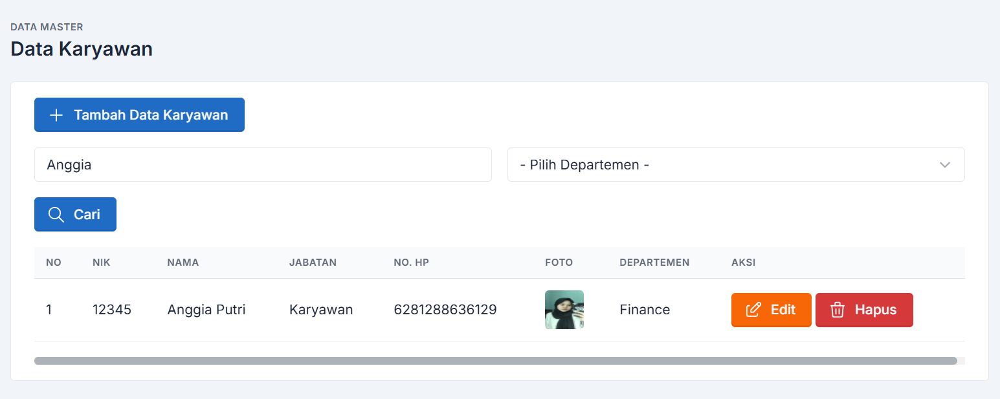 DATA MASTER
Data Karyawan
Tambah Data Karyawan
Anggia
- Pilih Departemen -
Cari
NO NIK NAMA JABATAN NO. HP FOTO DEPARTEMEN AKSI
1 12345 Anggia Putri Karyawan 6281288636129 Finance Edit Hapus